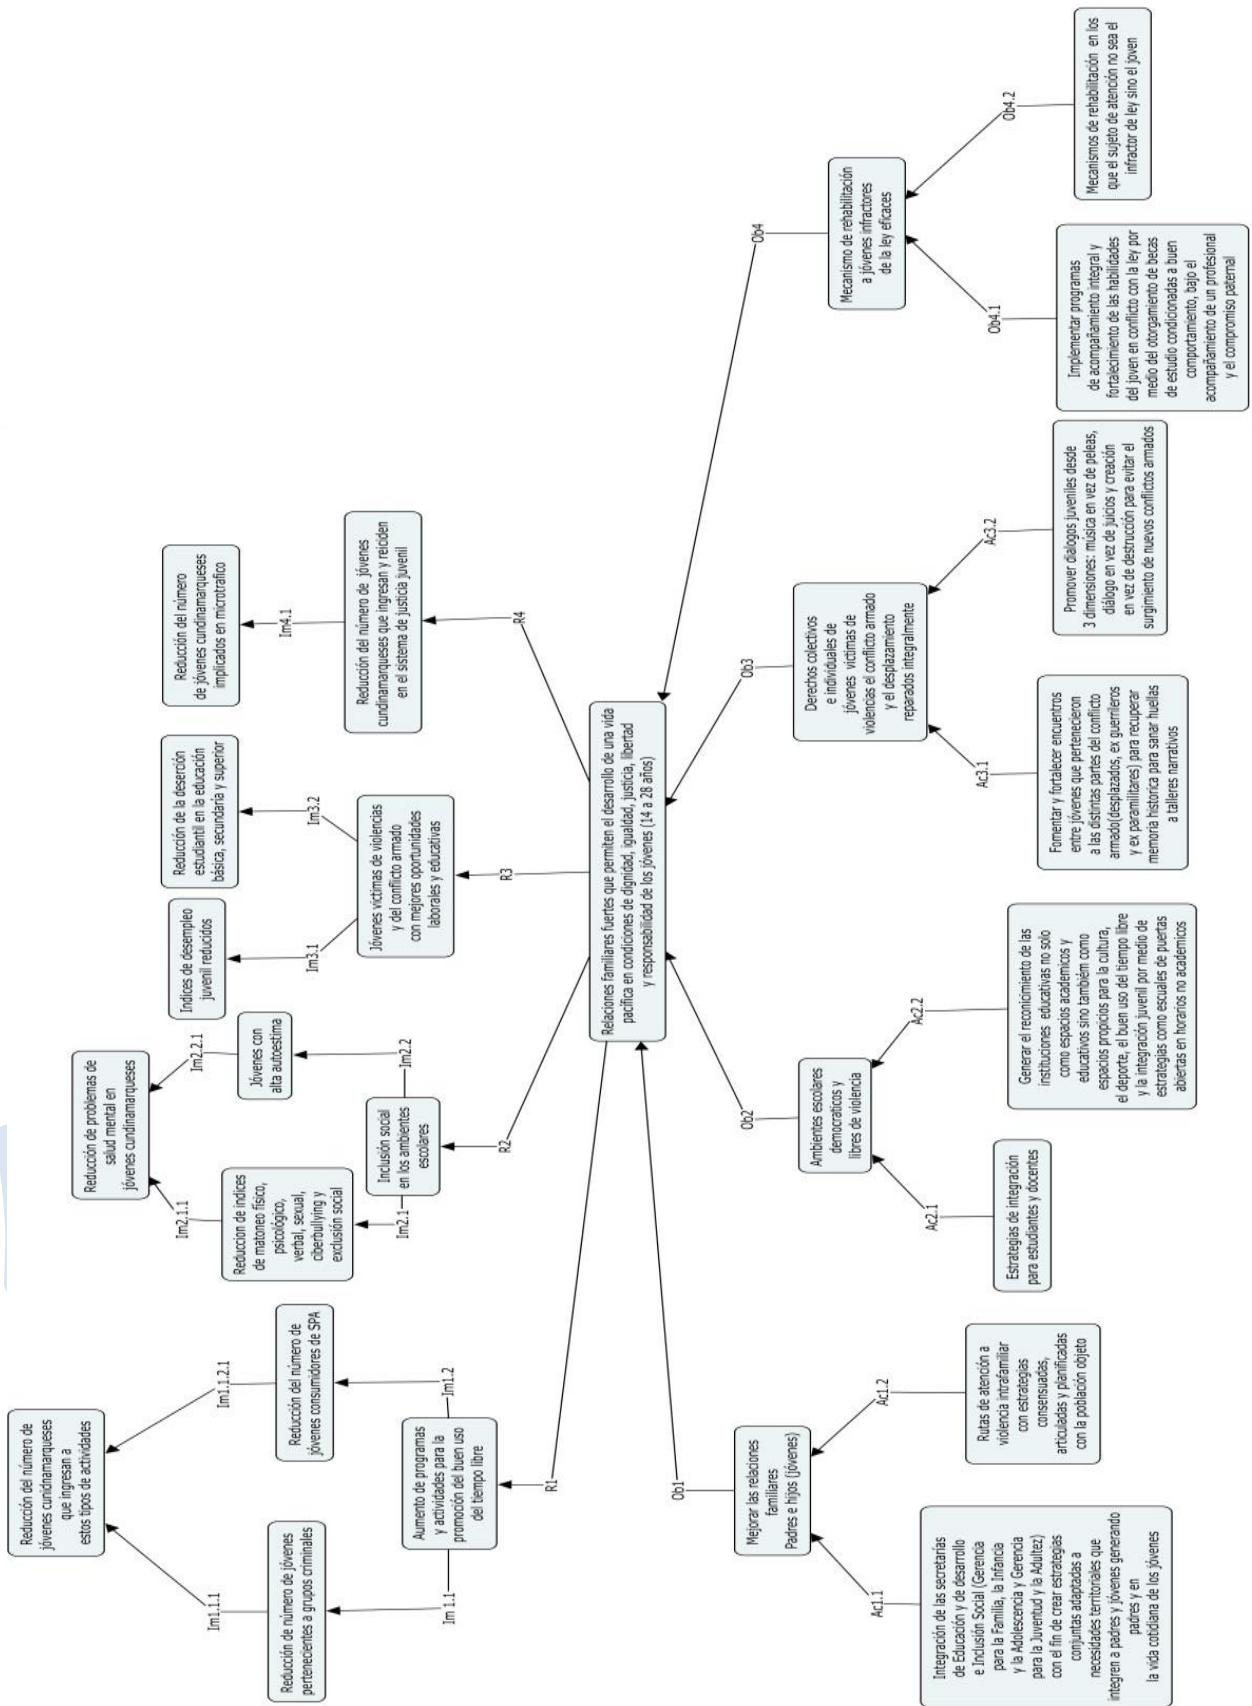 Reducción del número de
jóvenes cunidnamarqueses
que ingresan a
estos tipos de actividades
Im1.1.1
Im1.1.2.1
Reducción de número de jóvenes
pertenecientes a grupos criminales
Reducción del número de
jóvenes consumidores de SPA
Im 1.1
Im1.2
Aumento de programas
y actividades para la
promoción del buen uso
del tiempo libre
R1
Reducción de problemas de
salud mental en
jóvenes cundinamarqueses
Im2.1.1
Im2.2.1
Reduccion de indices
de matoneo físico,
psicológico,
verbal, sexual,
ciberbullying y
exclusión social
Jóvenes con
alta autoestima
Im2.1
Im2.2
Inclusión social
en los ambientes
escolares
R2
Indices de desempleo
juvenil reducidos
Reducción de la deserción
estudiantil en la educación
básica, secundaría y superior
Im3.1
Im3.2
Jóvenes victimas de violencias
y del conflicto armado
con mejores oportunidades
laborales y educativas
R3
Reducción del número
de jóvenes cundinamarqueses
implicados en microtrafico
Im4.1
Reducción del número de jóvenes
cundinamarqueses que ingresan y reiciden
en el sistema de justicia juvenil
R4
Relaciones familiares fuertes que permiten el desarrollo de una vida
pacífica en condiciones de dignidad, igualdad, justicia, libertad
y responsabilidad de los jóvenes (14 a 28 años)
Ob1
Mejorar las relaciones
familiares
Padres e hijos (jóvenes)
Ac1.1
Ac1.2
Integración de las secretarías
de Educación y de desarrollo
e Inclusión Social (Gerencia
para la Familia, la Infancia
y la Adolescencia y Gerencia
para la Juventud y la Adultez)
con el fin de crear estrategias
conjuntas adaptadas a
necesidades territoriales que
integren a padres y jóvenes generando
padres y en
la vida cotidiana de los jóvenes
Rutas de atención a
violencia intrafamiliar
con estrategias
consensuadas,
articuladas y planificadas
con la población objeto
Ob2
Ambientes escolares
democraticos y
libres de violencia
Ac2.1
Ac2.2
Estrategias de integración
para estudiantes y docentes
Generar el reconicimiento de las
instituciones educativas no solo
como espacios academicos y
educativos sino también como
espacios propicios para la cultura,
el deporte, el buen uso del tiempo libre
y la integración juvenil por medio de
estrategias como escuales de puertas
abiertas en horarios no academicos
Ob3
Derechos colectivos
e individuales de
jóvenes victimas de
violencias el conflicto armado
y el desplazamiento
reparados integralmente
Ac3.1
Ac3.2
Fomentar y fortalecer encuentros
entre jóvenes que pertenecieron
a las distintas partes del conflicto
armado(desplazados, ex guerrileros
y ex paramilitares) para recuperar
memoria historica para sanar huellas
a talleres narrativos
Promover dialogos juveniles desde
3 dimensiones: música en vez de peleas,
diálogo en vez de juicios y creación
en vez de destrucción para evitar el
surgimiento de nuevos conflictos armados
Ob4
Mecanismo de rehabilitación
a jóvenes infractores
de la ley eficaces
Ob4.1
Ob4.2
Implementar programas
de acompañamiento integral y
fortalecimiento de las habilidades
del joven en conflicto con la ley por
medio del otorgamiento de becas
de estudio condicionadas a buen
comportamiento, bajo el
acompañamiento de un profesional
y el compromiso paternal
Mecanismos de rehabilitación en los
que el sujeto de atención no sea el
infractor de ley sino el joven